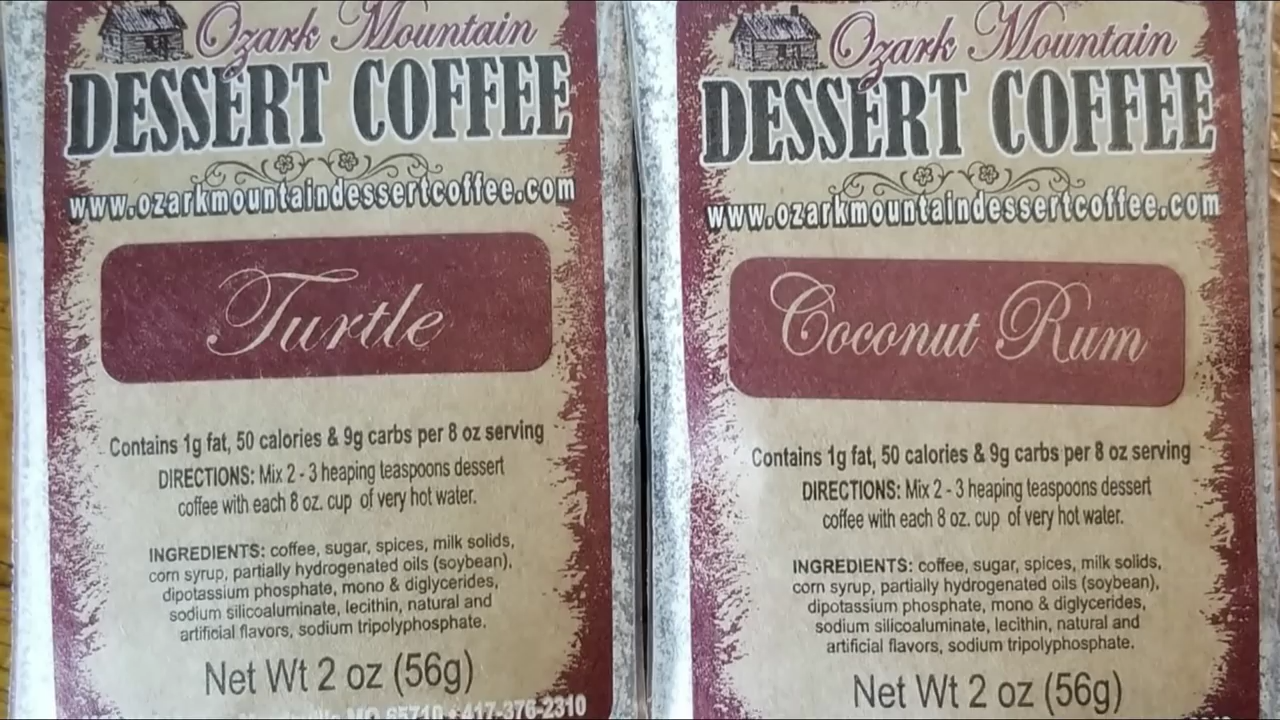 Ozark Mountain
DESSERT COFFEE
www.ozarkmountaindessertcoffee.com
Turtle
Contains 1g fat, 50 calories & 9g carbs per 8 oz serving
DIRECTIONS: Mix 2 - 3 heaping teaspoons dessert
coffee with each 8 oz. cup of very hot water.
INGREDIENTS: coffee, sugar, spices, milk solids,
corn syrup, partially hydrogenated oils (soybean),
dipotassium phosphate, mono & diglycerides,
sodium silicoaluminate, lecithin, natural and
artificial flavors, sodium tripolyphosphate.
Net Wt 2 oz (56g)
MO 65710 • 417-376-2310
Ozark Mountain
DESSERT COFFEE
www.ozarkmountaindessertcoffee.com
Coconut Rum
Contains 1g fat, 50 calories & 9g carbs per 8 oz serving
DIRECTIONS: Mix 2 - 3 heaping teaspoons dessert
coffee with each 8 oz. cup of very hot water.
INGREDIENTS: coffee, sugar, spices, milk solids,
corn syrup, partially hydrogenated oils (soybean),
dipotassium phosphate, mono & diglycerides,
sodium silicoaluminate, lecithin, natural and
artificial flavors, sodium tripolyphosphate.
Net Wt 2 oz (56g)